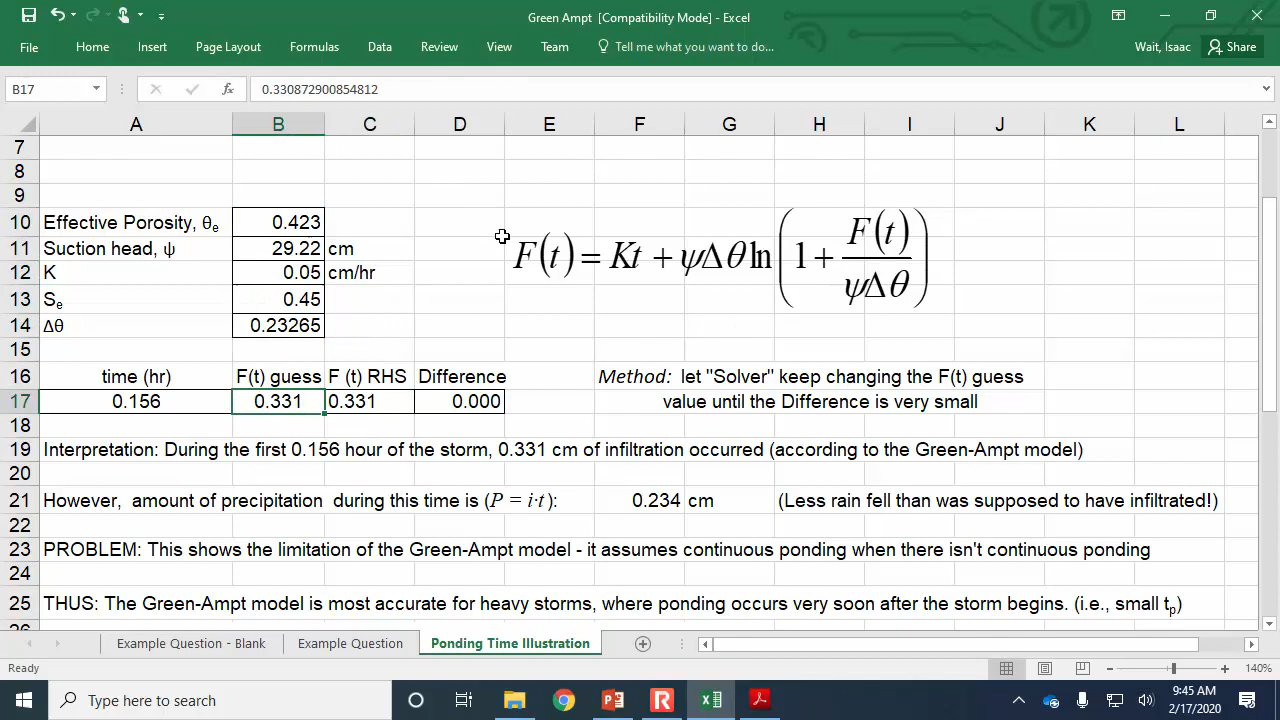 Green Ampt [Compatibility Mode] - Excel
File Home Insert Page Layout Formulas Data Review View Team Tell me what you want to do... Wait, Isaac Share
B17 fx 0.330872900854812
A B C D E F G H I J K L
7
8
9
10 Effective Porosity, θe 0.423
11 Suction head, ψ 29.22 cm
12 K 0.05 cm/hr
13 Se 0.45
14 Δθ 0.23265
F(t) = Kt + ψΔθ ln(1 + F(t)/ψΔθ)
15
16 time (hr) F(t) guess F (t) RHS Difference Method: let "Solver" keep changing the F(t) guess
17 0.156 0.331 0.331 0.000 value until the Difference is very small
18
19 Interpretation: During the first 0.156 hour of the storm, 0.331 cm of infiltration occurred (according to the Green-Ampt model)
20
21 However, amount of precipitation during this time is (P = i·t): 0.234 cm (Less rain fell than was supposed to have infiltrated!)
22
23 PROBLEM: This shows the limitation of the Green-Ampt model - it assumes continuous ponding when there isn't continuous ponding
24
25 THUS: The Green-Ampt model is most accurate for heavy storms, where ponding occurs very soon after the storm begins. (i.e., small tp)
Example Question - Blank Example Question Ponding Time Illustration
Ready 140%
Type here to search 9:45 AM
2/17/2020